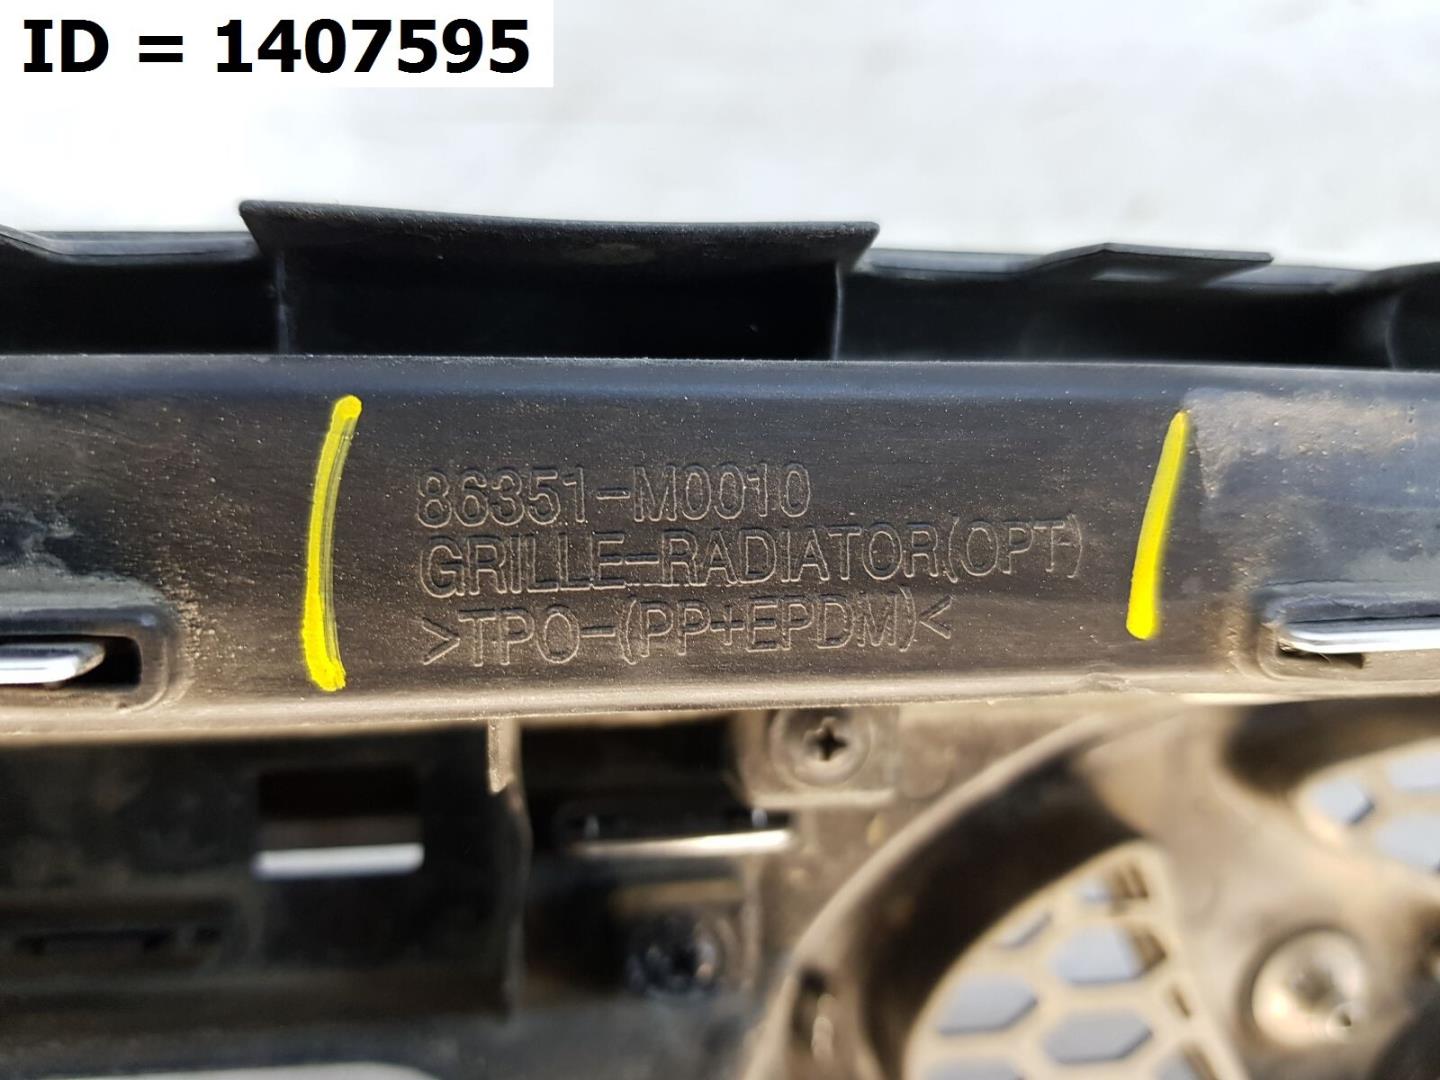 ID = 1407595
86351-M0010
GRILLE-RADIATOR(OPT)
>TPO-(PP+EPDM)<